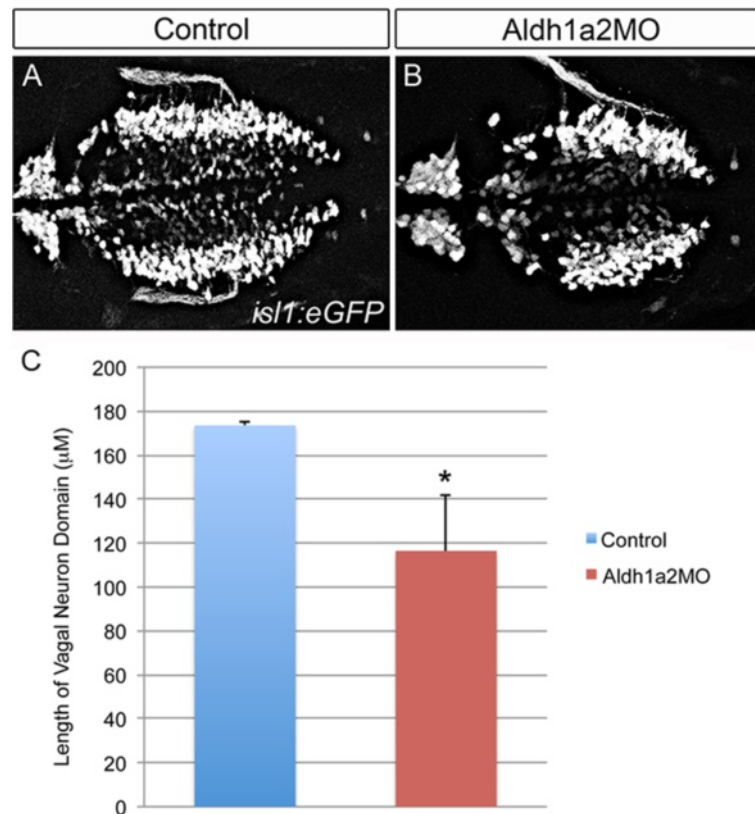 Control
Aldh1a2MO
A
B
isl1:eGFP
C
200
180
160
140
120
100
80
60
40
20
0
Length of Vagal Neuron Domain (µM)
*
Control
Aldh1a2MO